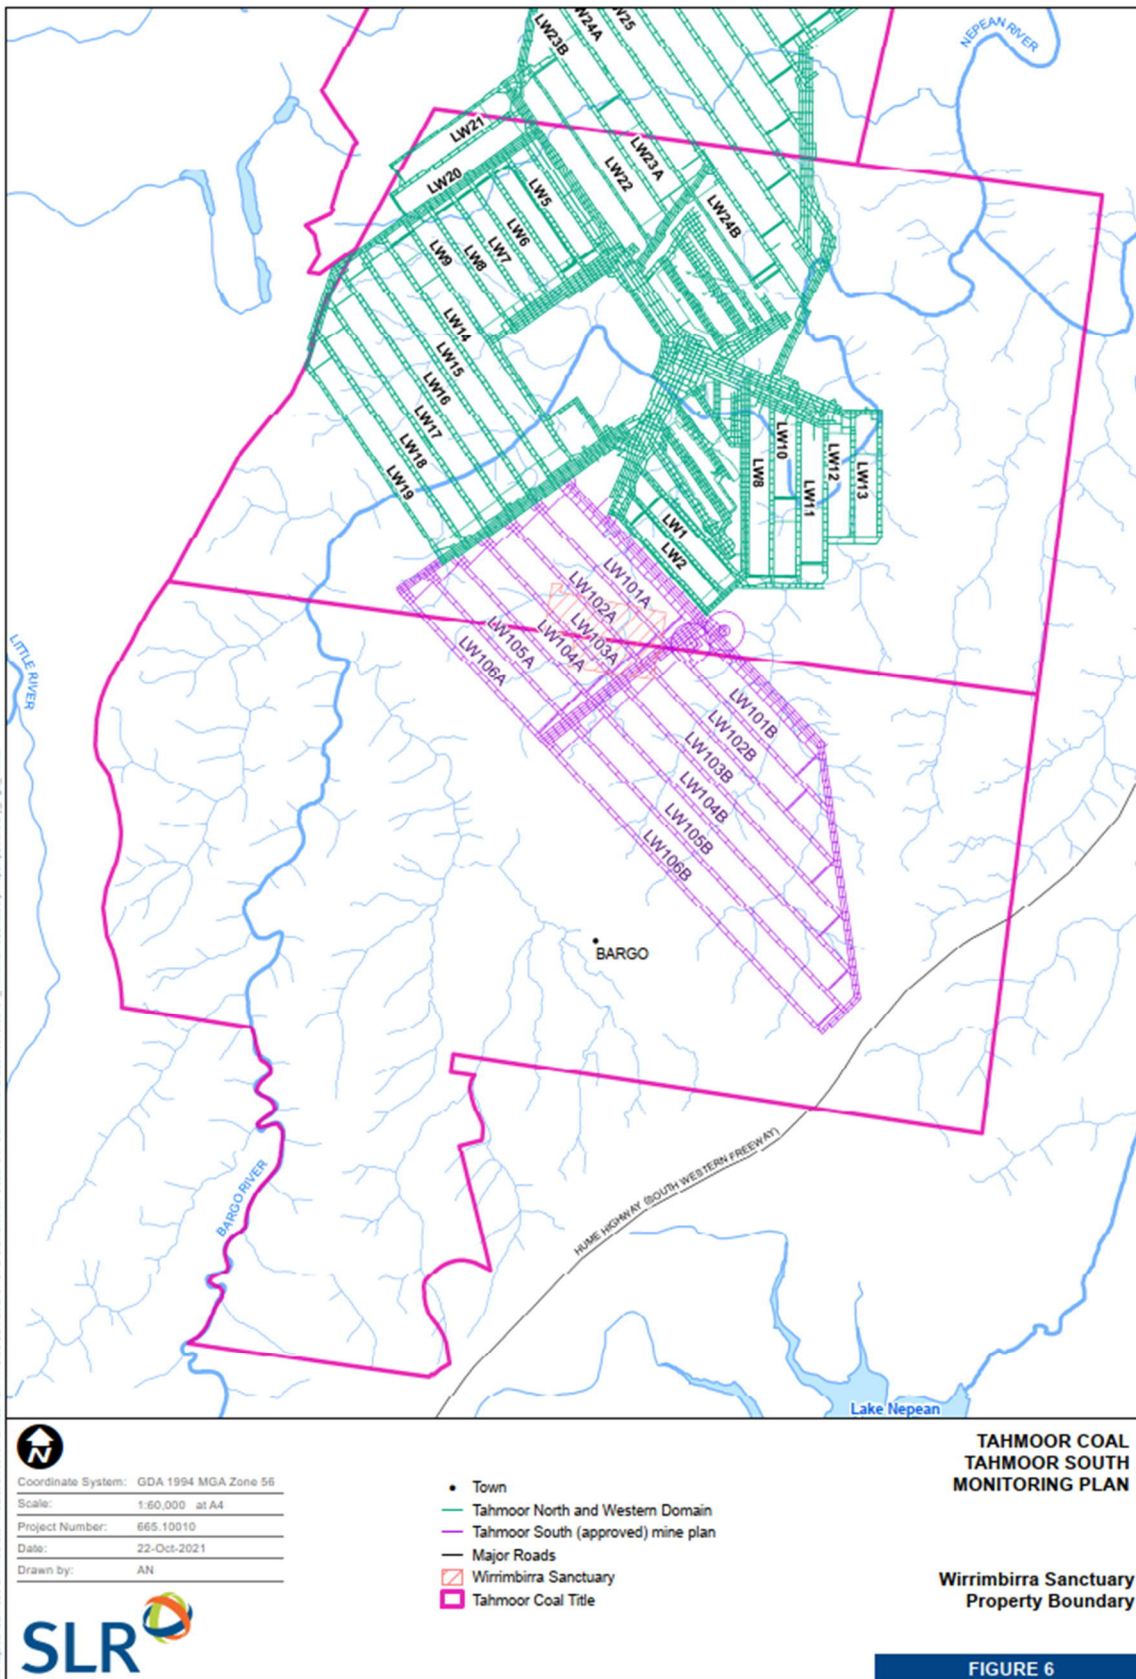 NEPEAN RIVER
LW23B
LW24A
LW25
LW21
LW20
LW5
LW22
LW23A
LW24B
LW6
LW7
LW8
LW9
LW14
LW15
LW16
LW17
LW18
LW19
LW8
LW10
LW11
LW12
LW13
LW1
LW2
LW101A
LW102A
LW103A
LW104A
LW105A
LW106A
LITTLE RIVER
LW101B
LW102B
LW103B
LW104B
LW105B
LW106B
BARGO
BARGO RIVER
HUME HIGHWAY (SOUTH WESTERN FREEWAY)
Lake Nepean
N
Coordinate System: GDA 1994 MGA Zone 56
Scale: 1:60,000 at A4
Project Number: 665.10010
Date: 22-Oct-2021
Drawn by: AN
SLR
Town
Tahmoor North and Western Domain
Tahmoor South (approved) mine plan
Major Roads
Wirrimbirra Sanctuary
Tahmoor Coal Title
TAHMOOR COAL
TAHMOOR SOUTH
MONITORING PLAN
Wirrimbirra Sanctuary
Property Boundary
FIGURE 6